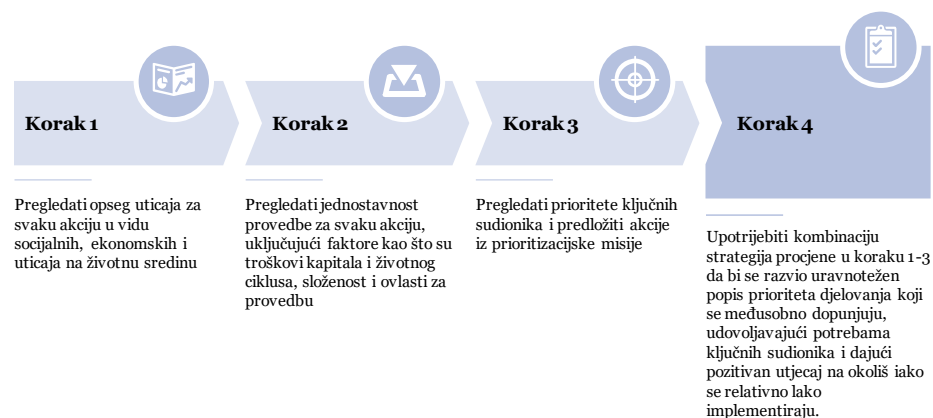 Korak 1
Korak 2
Korak 3
Korak 4
Pregledati opseg uticaja za
svaku akciju u vidu
socijalnih, ekonomskih i
uticaja na životnu sredinu
Pregledati jednostavnost
provedbe za svaku akciju,
uključujući faktore kao što su
troškovi kapitala i životnog
ciklusa, složenost i ovlasti za
provedbu
Pregledati prioritete ključnih
sudionika i predložiti akcije
iz prioritizacijske misije
Upotrijebiti kombinaciju
strategija procjene u koraku 1-3
da bi se razvio uravnotežen
popis prioriteta djelovanja koji
se međusobno dopunjuju,
udovoljavajući potrebama
ključnih sudionika i dajući
pozitivan utjecaj na okoliš iako
se relativno lako
implementiraju.